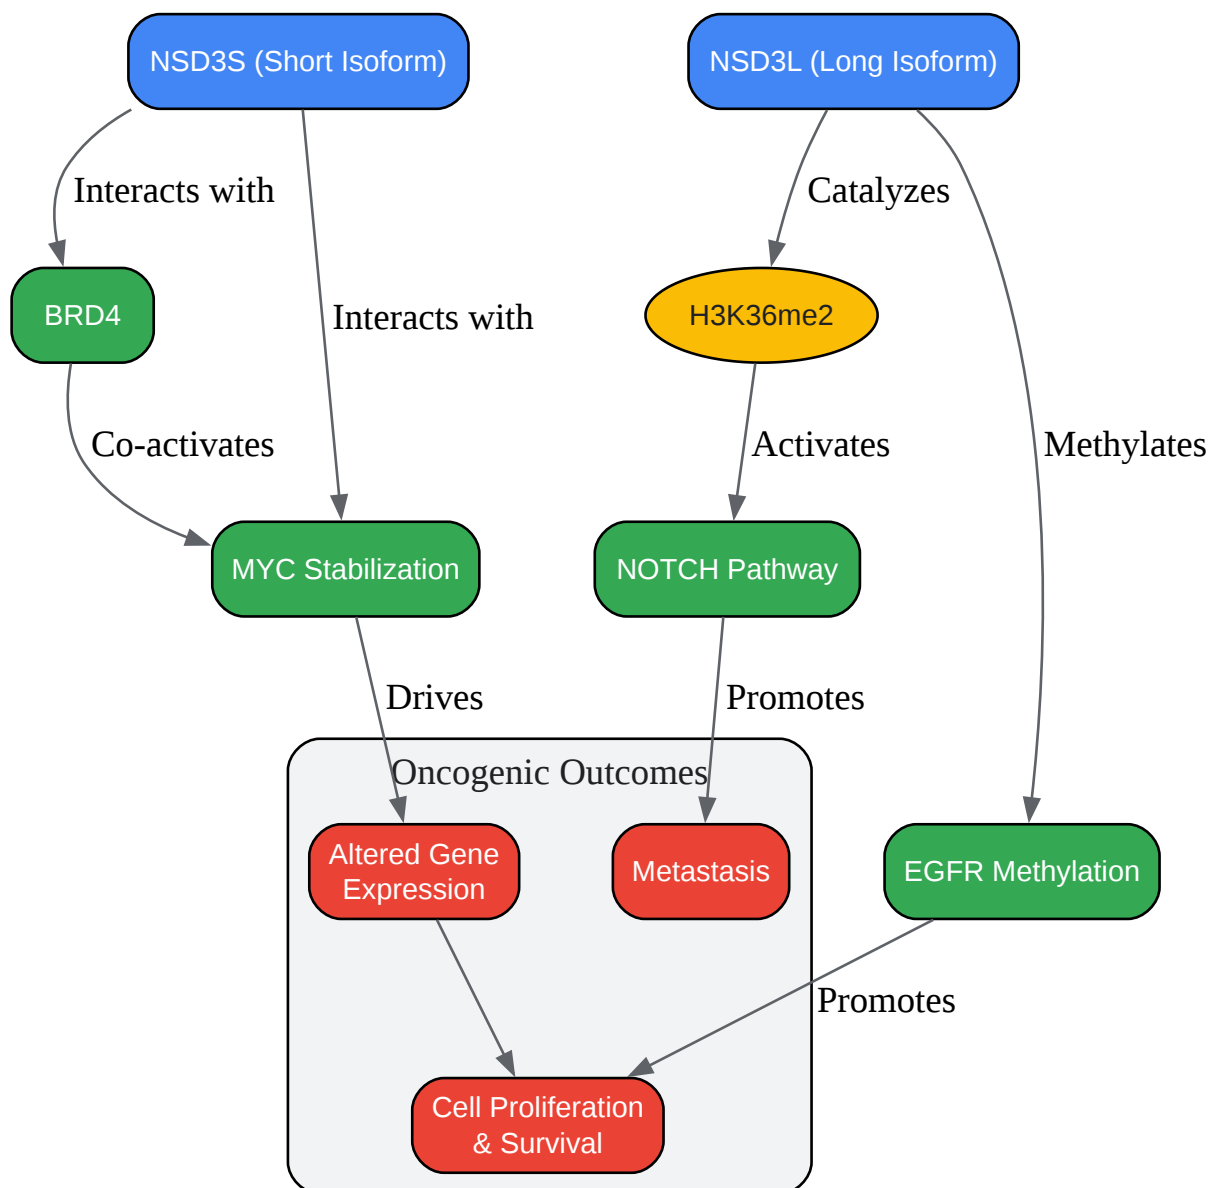 NSD3S (Short Isoform)
NSD3L (Long Isoform)
Interacts with
Catalyzes
BRD4
Interacts with
H3K36me2
Co-activates
Activates
Methylates
MYC Stabilization
NOTCH Pathway
Drives
Promotes
Oncogenic Outcomes
Altered Gene
Expression
Metastasis
EGFR Methylation
Promotes
Cell Proliferation
& Survival